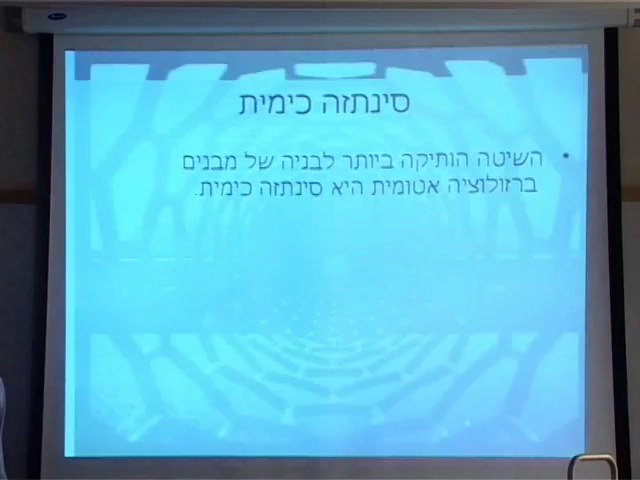 סינתזה כימית
• השיטה הותיקה ביותר לבניה של מבנים
ברזולוציה אטומית היא סינתזה כימית.